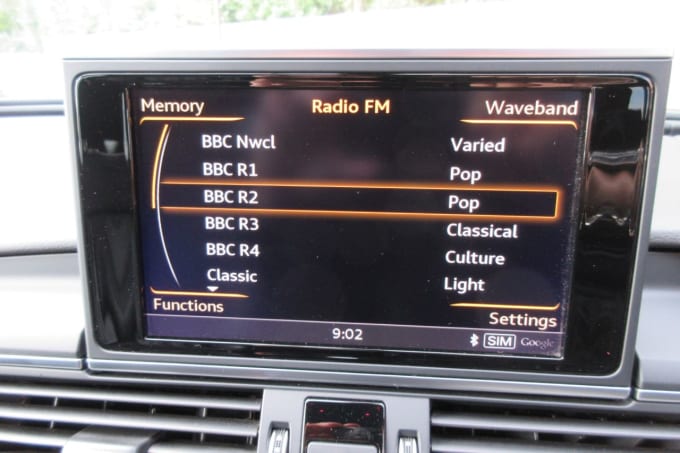 Memory Radio FM Waveband
BBC Nwcl Varied
BBC R1 Pop
BBC R2 Pop
BBC R3 Classical
BBC R4 Culture
Classic Light
Functions Settings
9:02 SIM Google